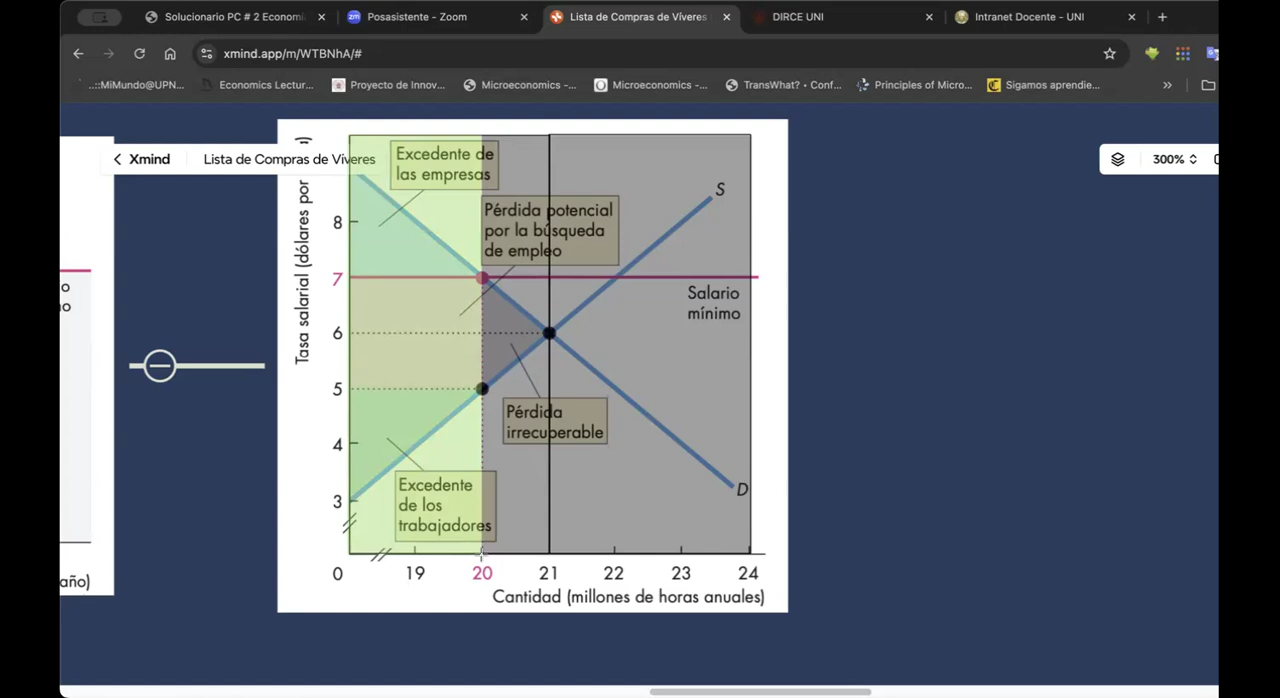 Solucionario PC # 2 Economi
Posasistente - Zoom
Lista de Compras de Víveres
DIRCE UNI
Intranet Docente - UNI
xmind.app/m/WTBNhA/#
..::MiMundo@UPN...
Economics Lectur...
Proyecto de Innov...
Microeconomics -...
Microeconomics -...
TransWhat? • Conf...
Principles of Micro...
Sigamos aprendie...
Xmind
Lista de Compras de Víveres
300%
Tasa salarial (dólares por
Excedente de
las empresas
Pérdida potencial
por la búsqueda
de empleo
S
8
7
6
5
4
3
Salario
mínimo
Pérdida
irrecuperable
Excedente
de los
trabajadores
D
0
19
20
21
22
23
24
Cantidad (millones de horas anuales)
o
o
año)